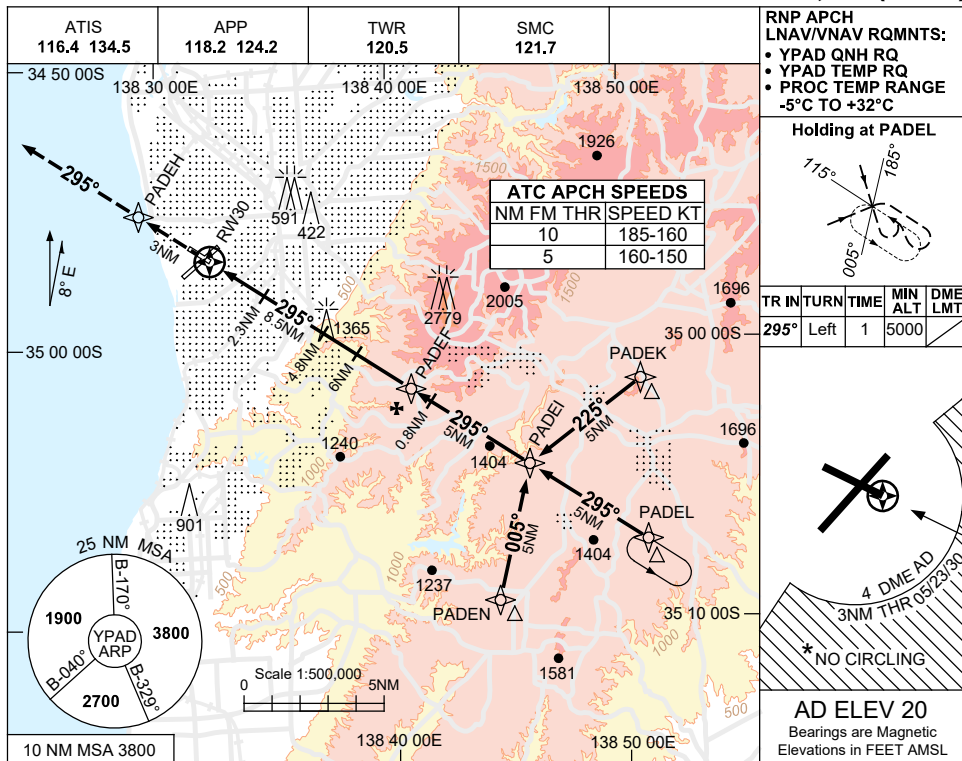 ATIS
116.4 134.5
APP
118.2 124.2
TWR
120.5
SMC
121.7
RNP APCH
LNAV/VNAV RQMNTS:
• YPAD QNH RQ
• YPAD TEMP RQ
• PROC TEMP RANGE
-5°C TO +32°C
34 50 00S
138 30 00E
138 40 00E
138 50 00E
Holding at PADEL
115°
185°
005°
TR IN
TURN
TIME
MIN ALT
DME LMT
295°
Left
1
5000
1926
1500
ATC APCH SPEEDS
NM FM THR
SPEED KT
10
185-160
5
160-150
295°
PADEH
3NM
RW30
591
422
8° E
500
2779
2005
1500
1696
295°
8.5NM
2.3NM
1365
4.8NM
6NM
PADEF
35 00 00S
35 00 00S
PADEK
225°
5NM
PADEI
295°
5NM
0.8NM
1404
1240
1000
1696
901
295°
5NM
PADEL
005°
5NM
1404
1000
1237
PADEN
500
35 10 00S
1000
1581
500
25 NM MSA
B-170°
1900
YPAD
ARP
3800
B-040°
B-329°
2700
10 NM MSA 3800
Scale 1:500,000
0
5NM
138 40 00E
138 50 00E
4 DME AD
3NM THR 05/23/30
*NO CIRCLING
AD ELEV 20
Bearings are Magnetic
Elevations in FEET AMSL